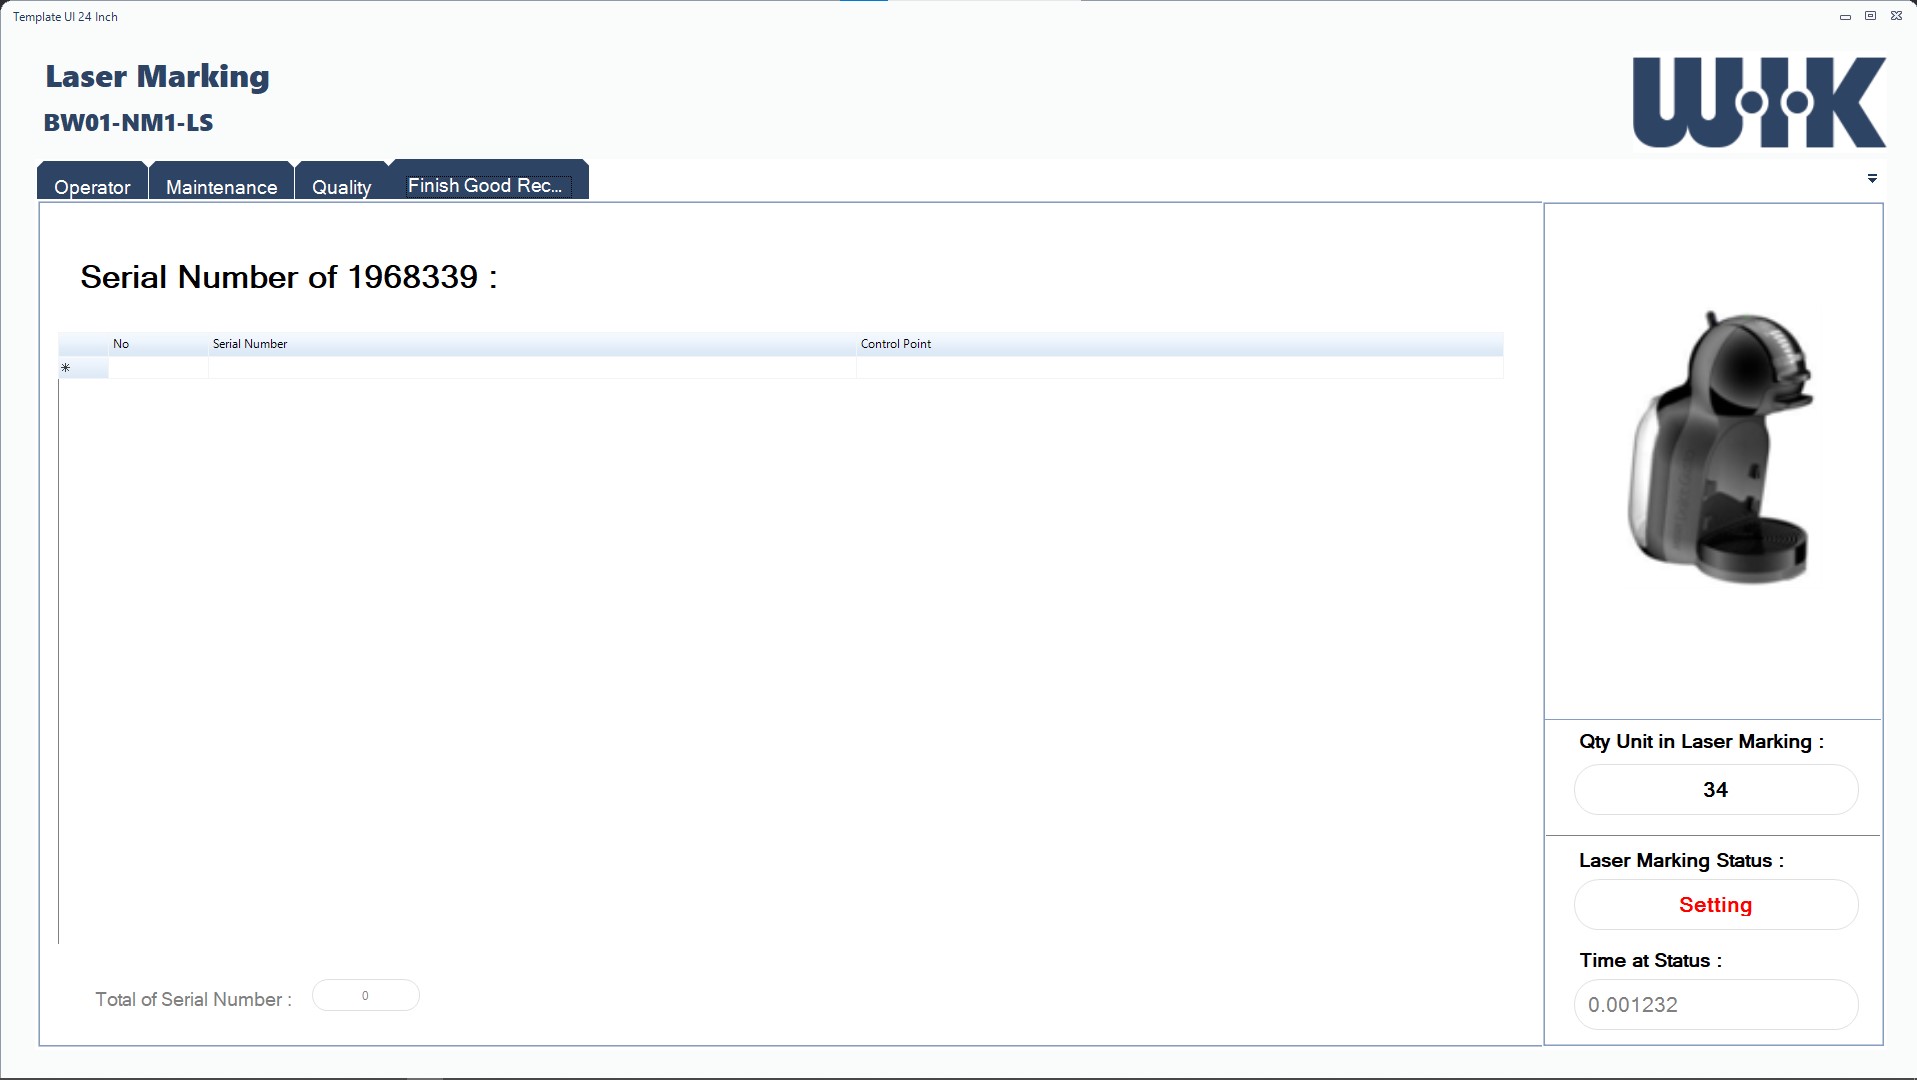 Template UI 24 Inch
Laser Marking
BW01-NM1-LS
WIK
Operator
Maintenance
Quality
Finish Good Rec...
Serial Number of 1968339 :
No
Serial Number
Control Point
*
Total of Serial Number :
0
Qty Unit in Laser Marking :
34
Laser Marking Status :
Setting
Time at Status :
0.001232